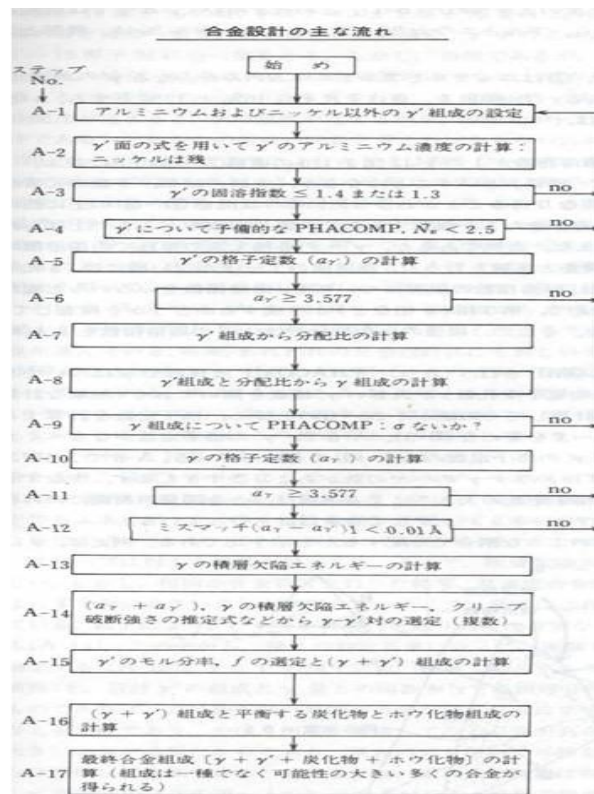 合金設計の主な流れ
始　め
ステップ
No.
A-1 アルミニウムおよびニッケル以外の γ′組成の設定
A-2 γ′面の式を用いて γ′のアルミニウム濃度の計算：
ニッケルは残
A-3 γ′の固溶指数 ≤ 1.4 または 1.3 no
A-4 γ′について予備的な PHACOMP, N̄v < 2.5 no
A-5 γ′の格子定数 (aγ′) の計算
A-6 aγ′ ≥ 3.577 no
A-7 γ′組成から分配比の計算
A-8 γ′組成と分配比から γ 組成の計算
A-9 γ 組成について PHACOMP：σ ないか？ no
A-10 γ の格子定数 (aγ) の計算
A-11 aγ ≥ 3.577 no
A-12 「ミスマッチ(aγ − aγ′)」 < 0.01 Å no
A-13 γ の積層欠陥エネルギーの計算
A-14 (aγ + aγ′), γ の積層欠陥エネルギー, クリープ
破断強さの推定式などから γ-γ′対の選定 (複数)
A-15 γ′のモル分率, f の選定と(γ + γ′) 組成の計算
A-16 (γ + γ′) 組成と平衡する炭化物とホウ化物組成の
計算
A-17 最終合金組成 [γ + γ′ + 炭化物 + ホウ化物] の計
算 (組成は一種でなく可能性の大きい多くの合金が
得られる)